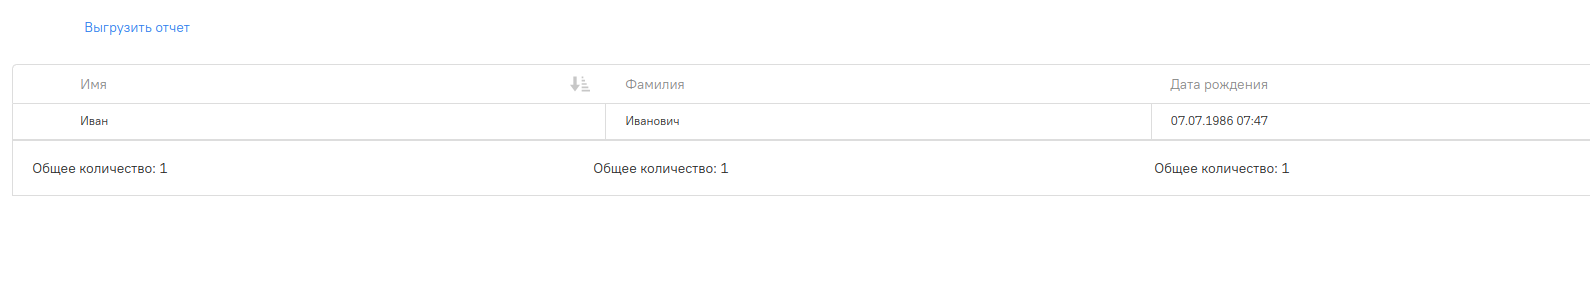 Выгрузить отчет
Имя Фамилия Дата рождения
Иван Иванович 07.07.1986 07:47
Общее количество: 1 Общее количество: 1 Общее количество: 1